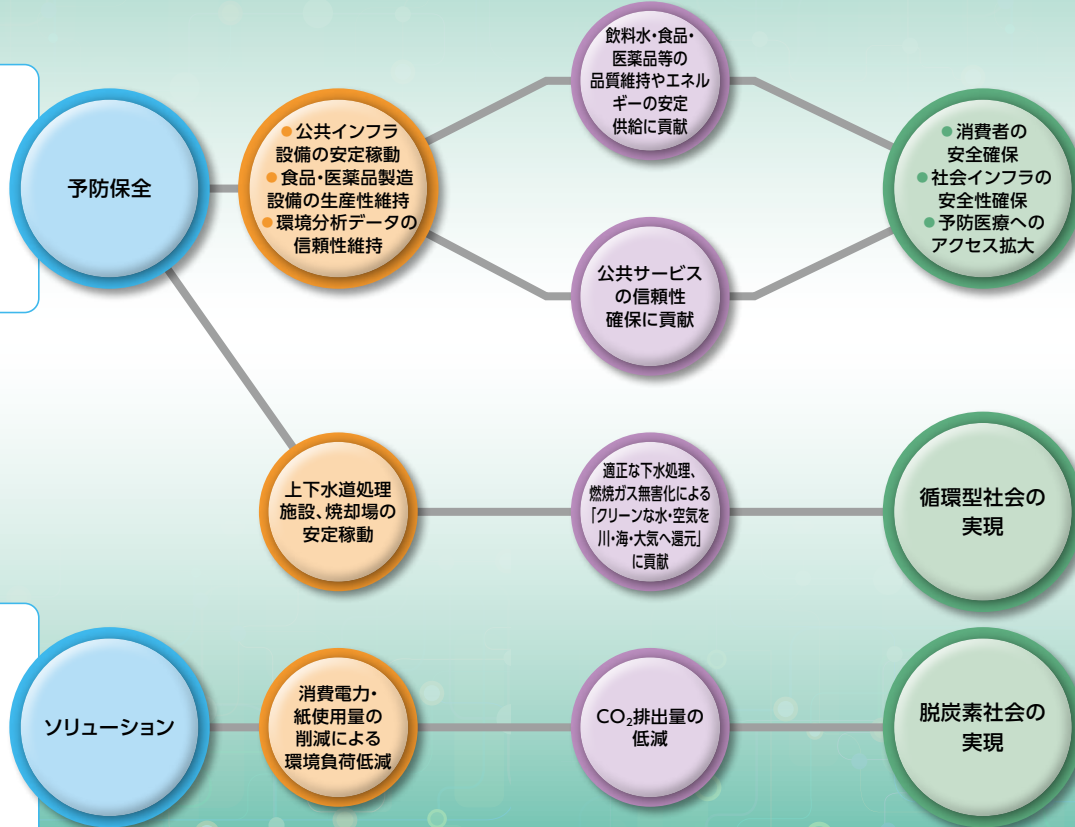 予防保全
● 公共インフラ
設備の安定稼動
● 食品・医薬品製造
設備の生産性維持
● 環境分析データの
信頼性維持
飲料水・食品・
医薬品等の
品質維持やエネル
ギーの安定
供給に貢献
公共サービス
の信頼性
確保に貢献
● 消費者の
安全確保
● 社会インフラの
安全性確保
● 予防医療への
アクセス拡大
上下水道処理
施設、焼却場の
安定稼動
適正な下水処理、
燃焼ガス無害化による
「クリーンな水・空気を
川・海・大気へ還元」
に貢献
循環型社会の
実現
ソリューション
消費電力・
紙使用量の
削減による
環境負荷低減
CO₂排出量の
低減
脱炭素社会の
実現